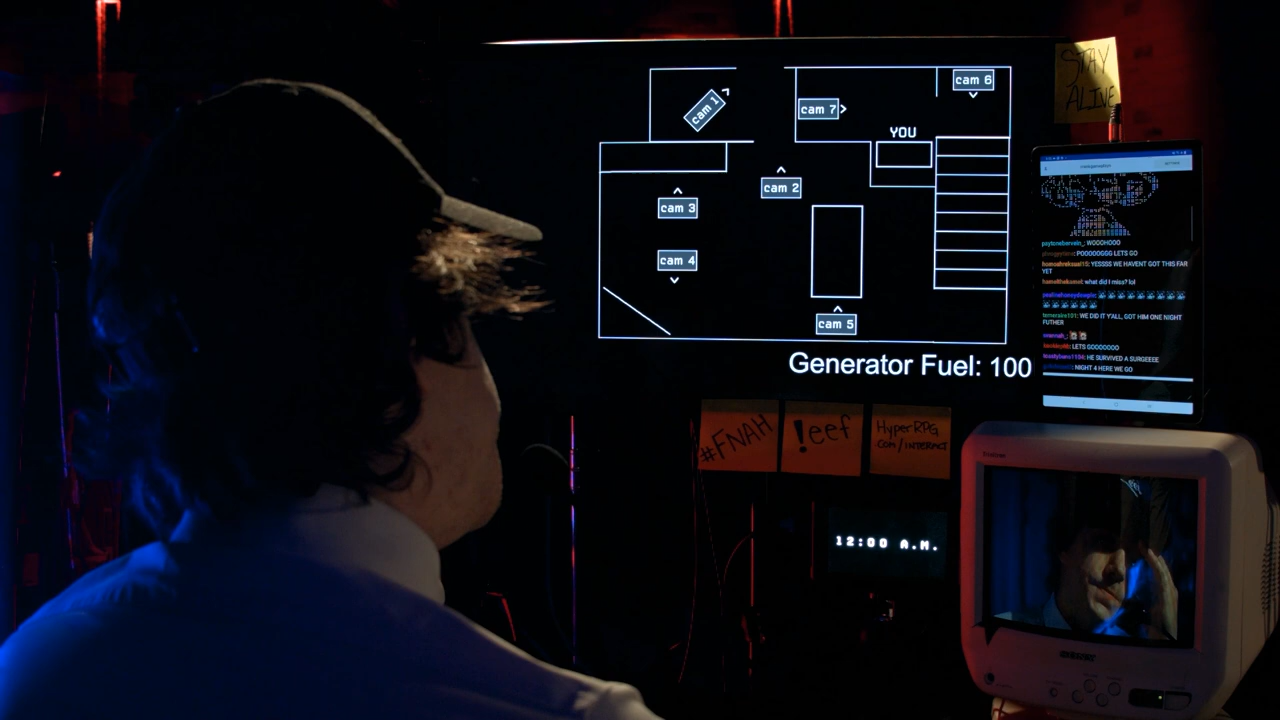 cam 1
cam 6
cam 7
YOU
cam 2
cam 3
cam 4
cam 5
Generator Fuel: 100
STAY
ALIVE
WOOOHOOO
POOOOOGGG LETS GO
YESSSS WE HAVENT GOT THIS FAR
YET
what did I miss? lol
temeraire101: WE DID IT Y'ALL, GOT HIM ONE NIGHT
FUTHER
LETS GOOOOOOO
HE SURVIVED A SURGEEEE
NIGHT 4 HERE WE GO
#FNAH
!eef
HyperRPG
.com/INTERACT
12:00 A.M.